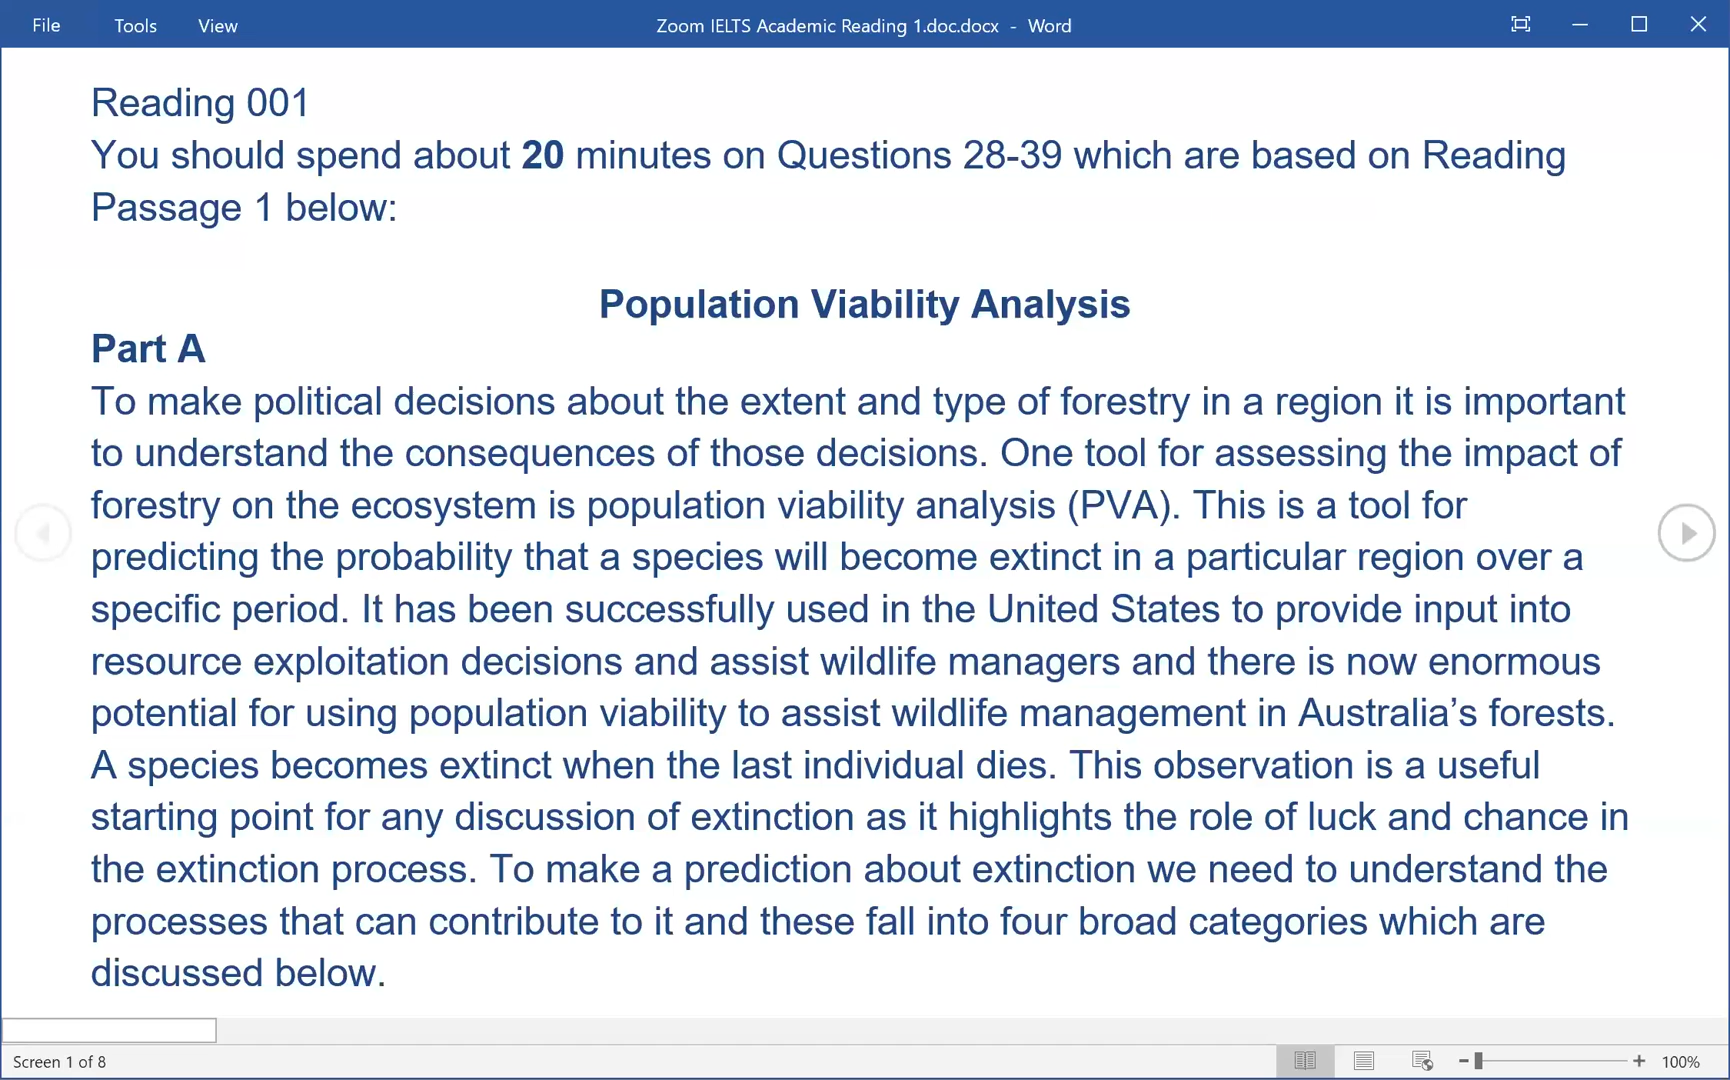 File Tools View Zoom IELTS Academic Reading 1.doc.docx - Word
Reading 001
You should spend about 20 minutes on Questions 28-39 which are based on Reading
Passage 1 below:
Population Viability Analysis
Part A
To make political decisions about the extent and type of forestry in a region it is important
to understand the consequences of those decisions. One tool for assessing the impact of
forestry on the ecosystem is population viability analysis (PVA). This is a tool for
predicting the probability that a species will become extinct in a particular region over a
specific period. It has been successfully used in the United States to provide input into
resource exploitation decisions and assist wildlife managers and there is now enormous
potential for using population viability to assist wildlife management in Australia’s forests.
A species becomes extinct when the last individual dies. This observation is a useful
starting point for any discussion of extinction as it highlights the role of luck and chance in
the extinction process. To make a prediction about extinction we need to understand the
processes that can contribute to it and these fall into four broad categories which are
discussed below.
Screen 1 of 8 100%